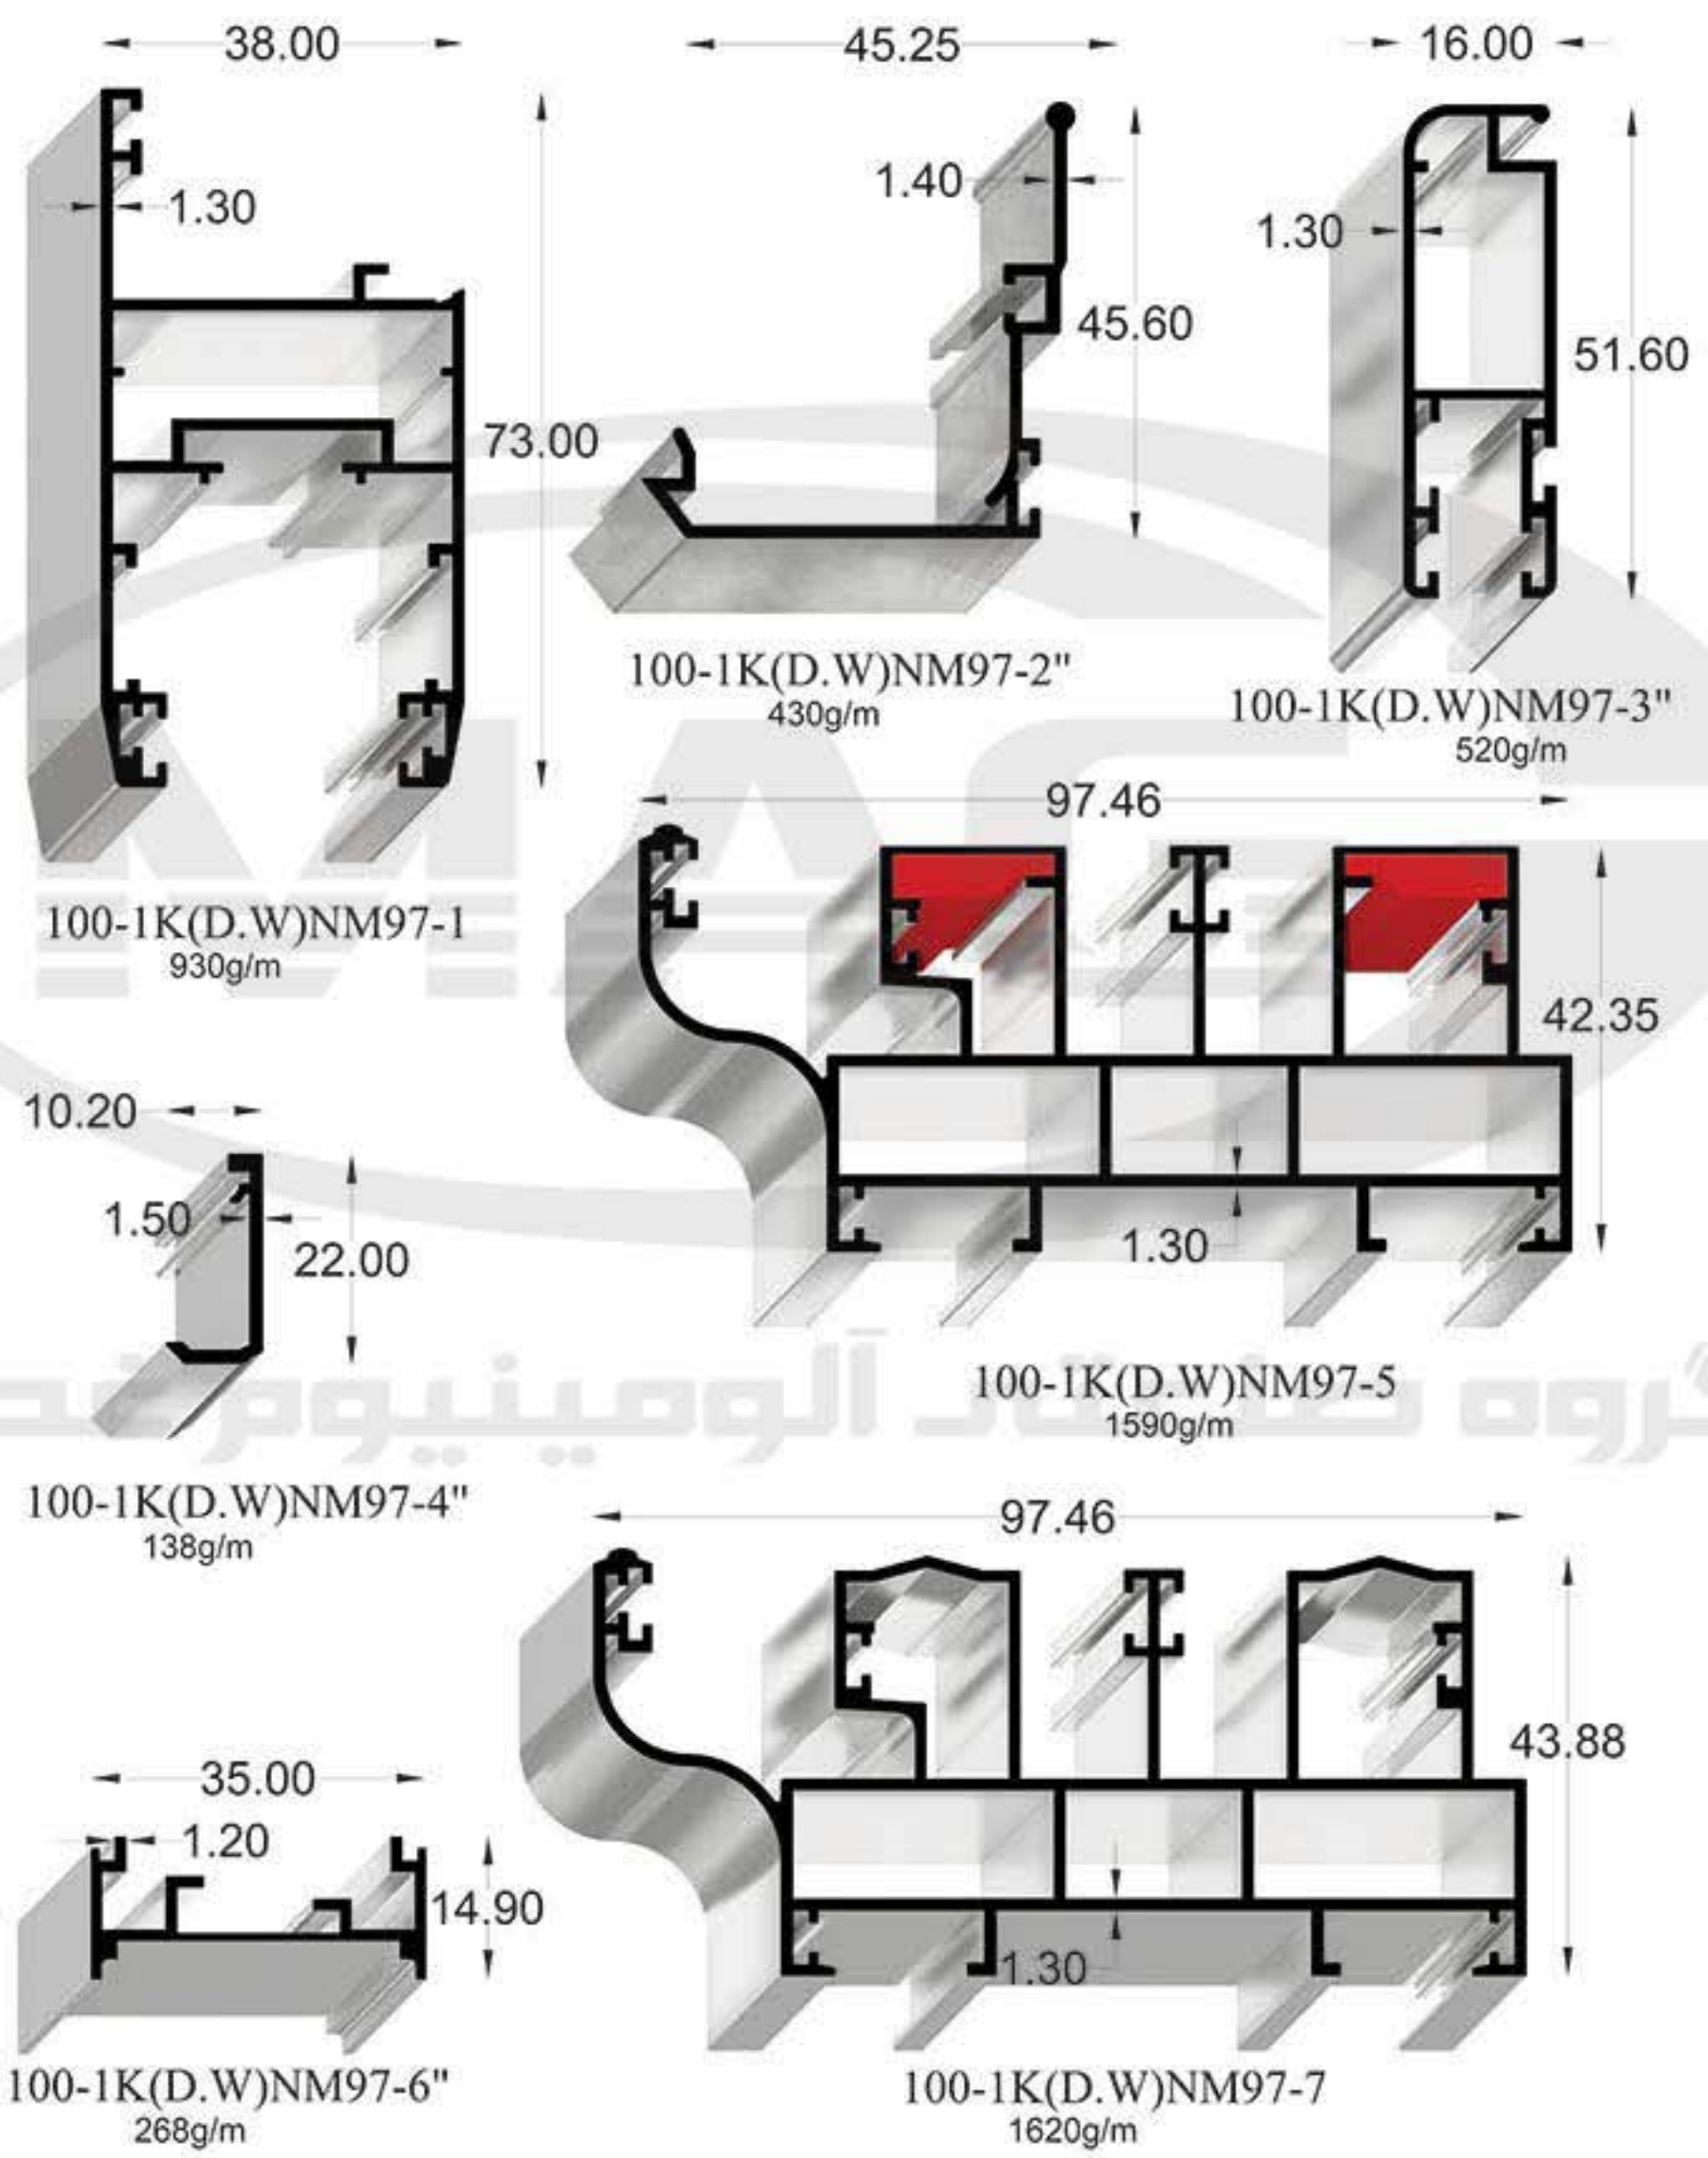 38.00
45.25
16.00
1.30
1.40
1.30
45.60
51.60
73.00
100-1K(D.W)NM97-2"
430g/m
100-1K(D.W)NM97-3"
520g/m
97.46
100-1K(D.W)NM97-1
930g/m
42.35
10.20
1.50
22.00
1.30
100-1K(D.W)NM97-5
1590g/m
100-1K(D.W)NM97-4"
138g/m
97.46
43.88
35.00
1.20
14.90
1.30
100-1K(D.W)NM97-6"
268g/m
100-1K(D.W)NM97-7
1620g/m